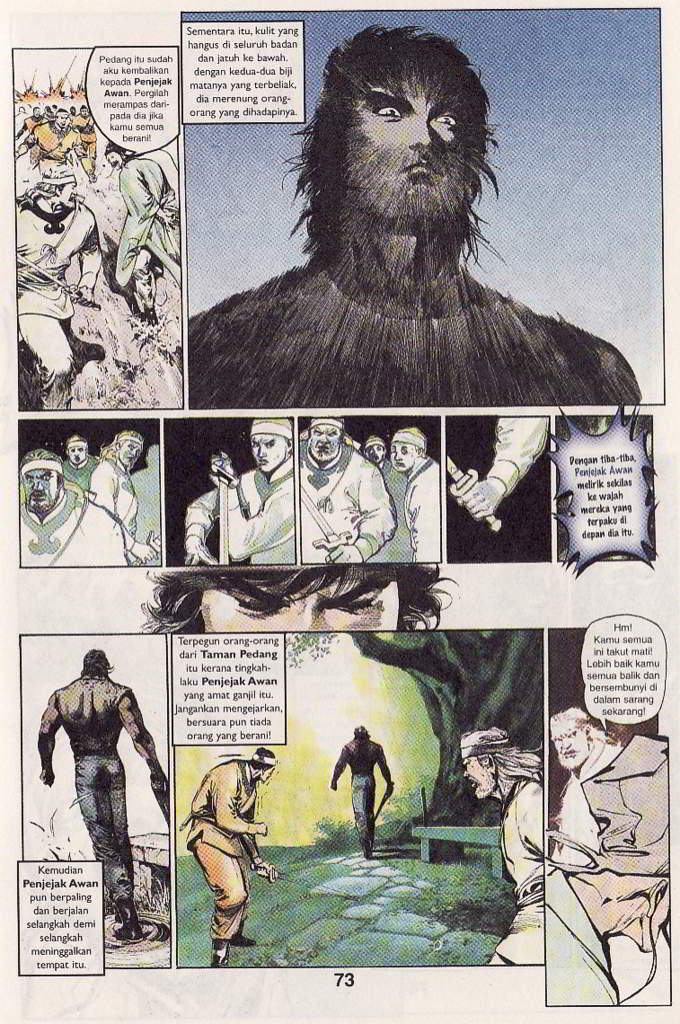 Pedang itu sudah
aku kembalikan
kepada Penjejak
Awan. Pergilah
merampas dari-
pada dia jika
kamu semua
berani!
Sementara itu, kulit yang
hangus di seluruh badan
dan jatuh ke bawah.
dengan kedua-dua biji
matanya yang terbeliak,
dia merenung orang-
orang yang dihadapinya.
Dengan tiba-tiba,
Penjejak Awan
melirik sekilas
ke wajah
mereka yang
terpaku di
depan dia itu.
Kemudian
Penjejak Awan
pun berpaling
dan berjalan
selangkah demi
selangkah
meninggalkan
tempat itu.
Terpegun orang-orang
dari Taman Pedang
itu kerana tingkah-
laku Penjejak Awan
yang amat ganjil itu.
Jangankan mengejarkan,
bersuara pun tiada
orang yang berani!
Hm!
Kamu semua
ini takut mati!
Lebih baik kamu
semua balik dan
bersembunyi di
dalam sarang
sekarang!
73